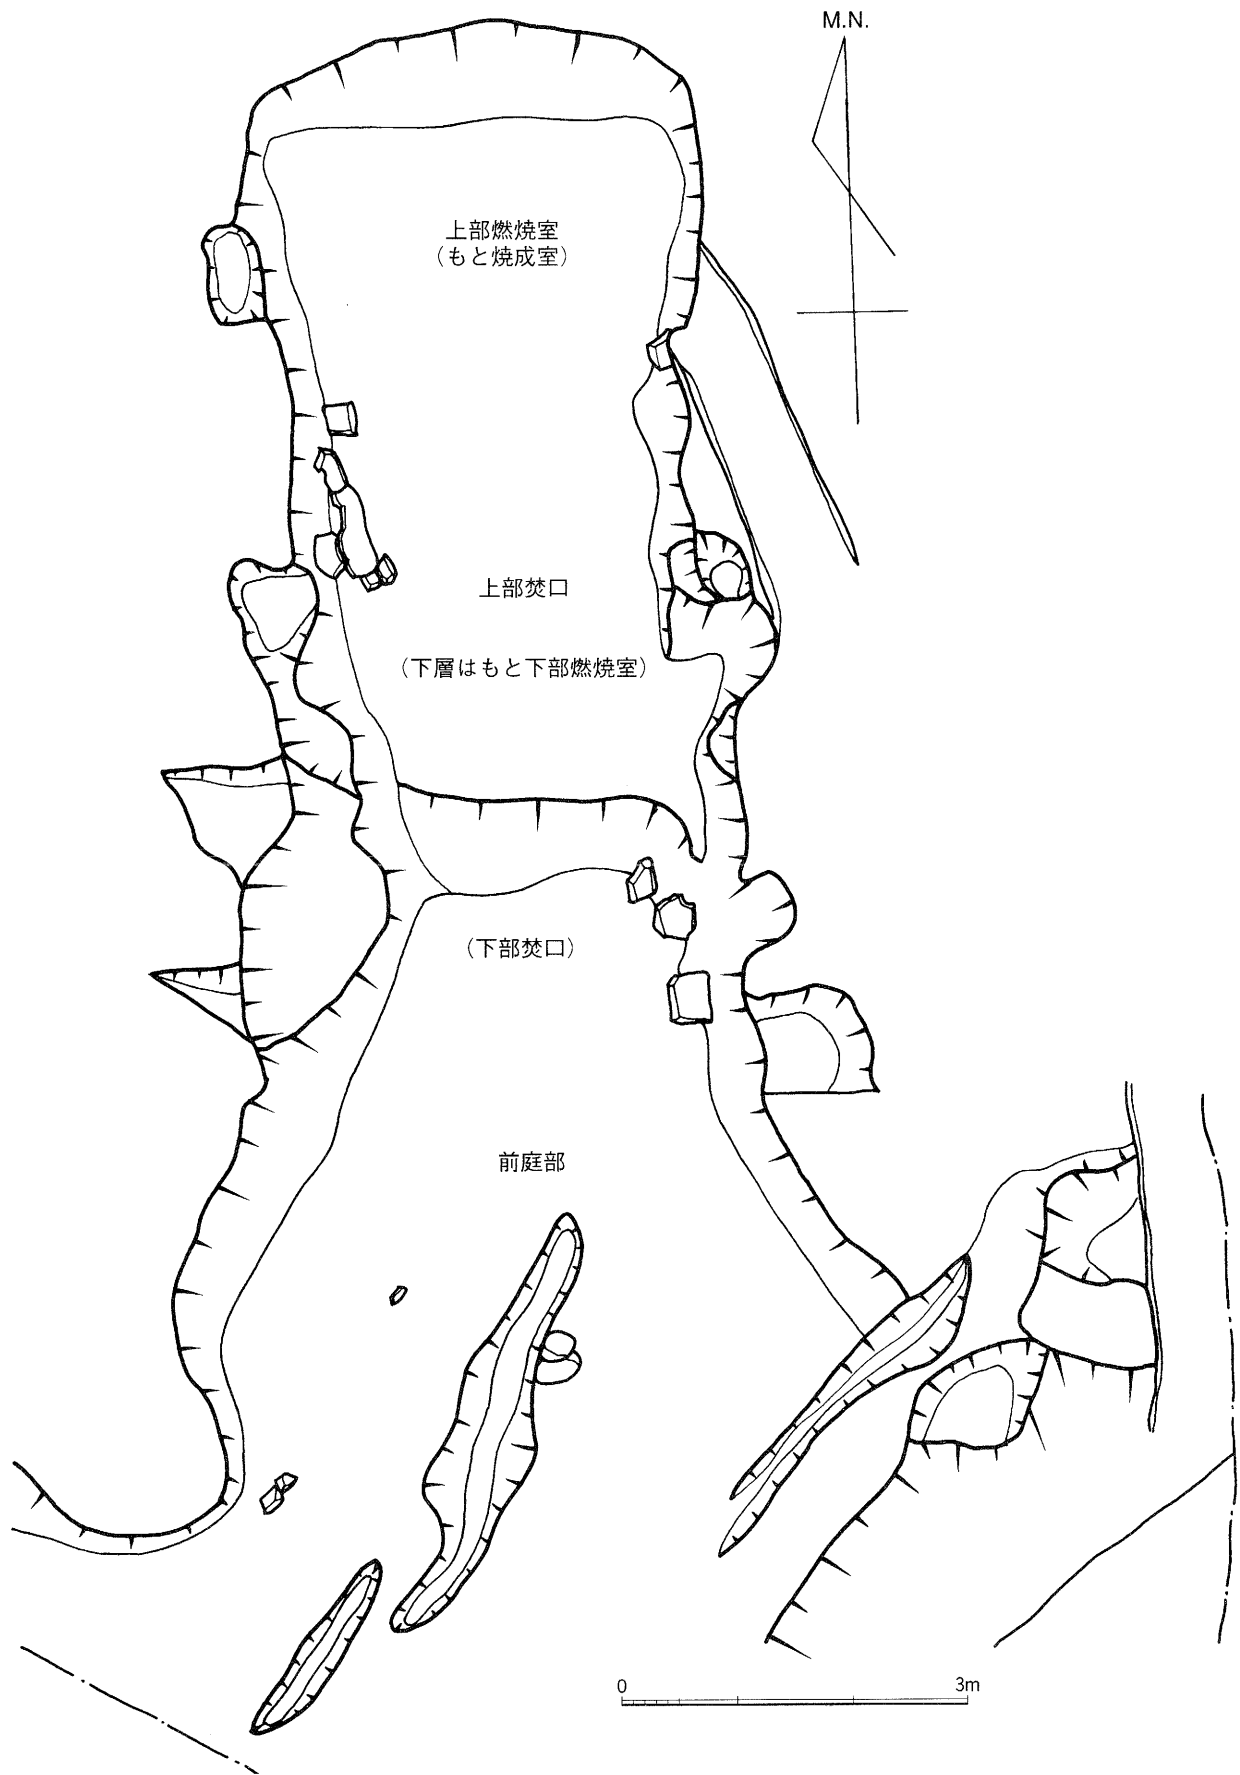 M.N.
上部燃焼室
（もと焼成室）
上部焚口
（下層はもと下部燃焼室）
（下部焚口）
前庭部
0 3m